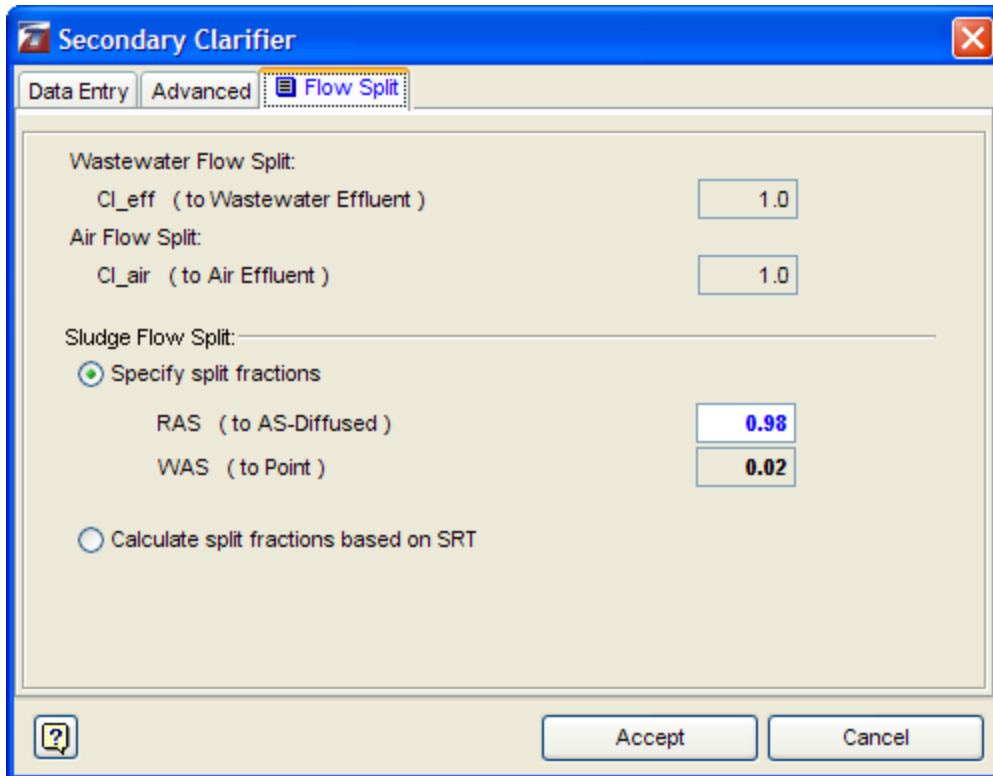 Secondary Clarifier
Data Entry Advanced Flow Split
Wastewater Flow Split:
Cl_eff ( to Wastewater Effluent ) 1.0
Air Flow Split:
Cl_air ( to Air Effluent ) 1.0
Sludge Flow Split:
Specify split fractions
RAS ( to AS-Diffused ) 0.98
WAS ( to Point ) 0.02
Calculate split fractions based on SRT
? Accept Cancel